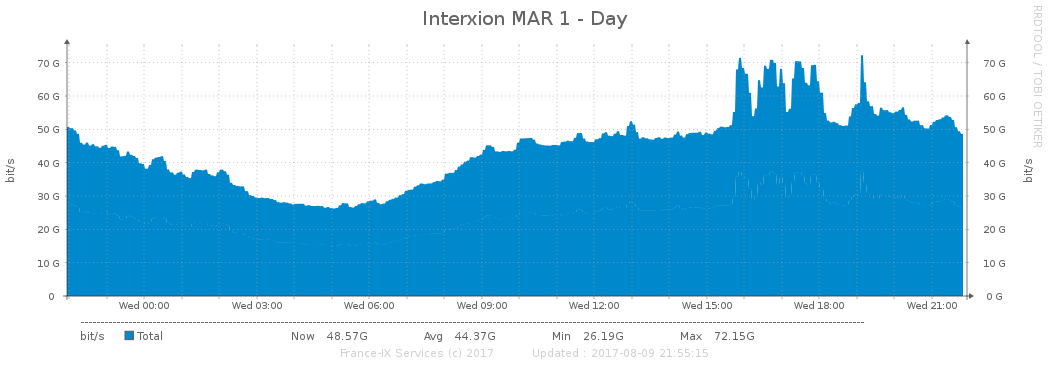 Interxion MAR 1 - Day
RRDTOOL / TOBI OETIKER
bit/s
bit/s
70 G 70 G
60 G 60 G
50 G 50 G
40 G 40 G
30 G 30 G
20 G 20 G
10 G 10 G
0 0 G
Wed 00:00 Wed 03:00 Wed 06:00 Wed 09:00 Wed 12:00 Wed 15:00 Wed 18:00 Wed 21:00
bit/s Total Now 48.57G Avg 44.37G Min 26.19G Max 72.15G
France-IX Services (c) 2017 Updated : 2017-08-09 21:55:15